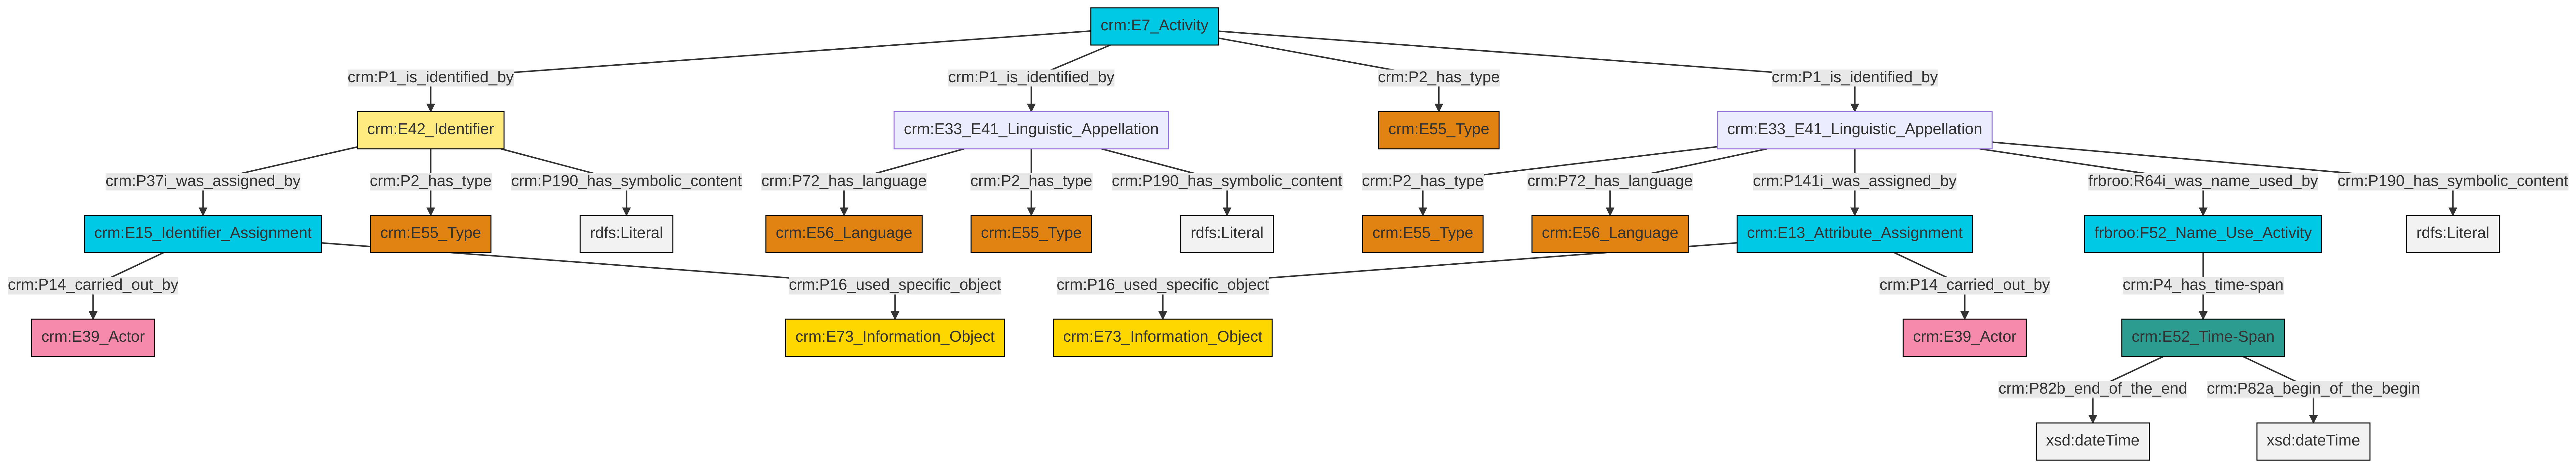 crm:E7_Activity
crm:P1_is_identified_by
crm:P1_is_identified_by
crm:P2_has_type
crm:P1_is_identified_by
crm:E42_Identifier
crm:E33_E41_Linguistic_Appellation
crm:E55_Type
crm:E33_E41_Linguistic_Appellation
crm:P37i_was_assigned_by
crm:P2_has_type
crm:P190_has_symbolic_content
crm:P72_has_language
crm:P2_has_type
crm:P190_has_symbolic_content
crm:P2_has_type
crm:P72_has_language
crm:P141i_was_assigned_by
frbroo:R64i_was_name_used_by
crm:P190_has_symbolic_content
crm:E15_Identifier_Assignment
crm:E55_Type
rdfs:Literal
crm:E56_Language
crm:E55_Type
rdfs:Literal
crm:E55_Type
crm:E56_Language
crm:E13_Attribute_Assignment
frbroo:F52_Name_Use_Activity
rdfs:Literal
crm:P14_carried_out_by
crm:P16_used_specific_object
crm:P16_used_specific_object
crm:P14_carried_out_by
crm:P4_has_time-span
crm:E39_Actor
crm:E73_Information_Object
crm:E73_Information_Object
crm:E39_Actor
crm:E52_Time-Span
crm:P82b_end_of_the_end
crm:P82a_begin_of_the_begin
xsd:dateTime
xsd:dateTime